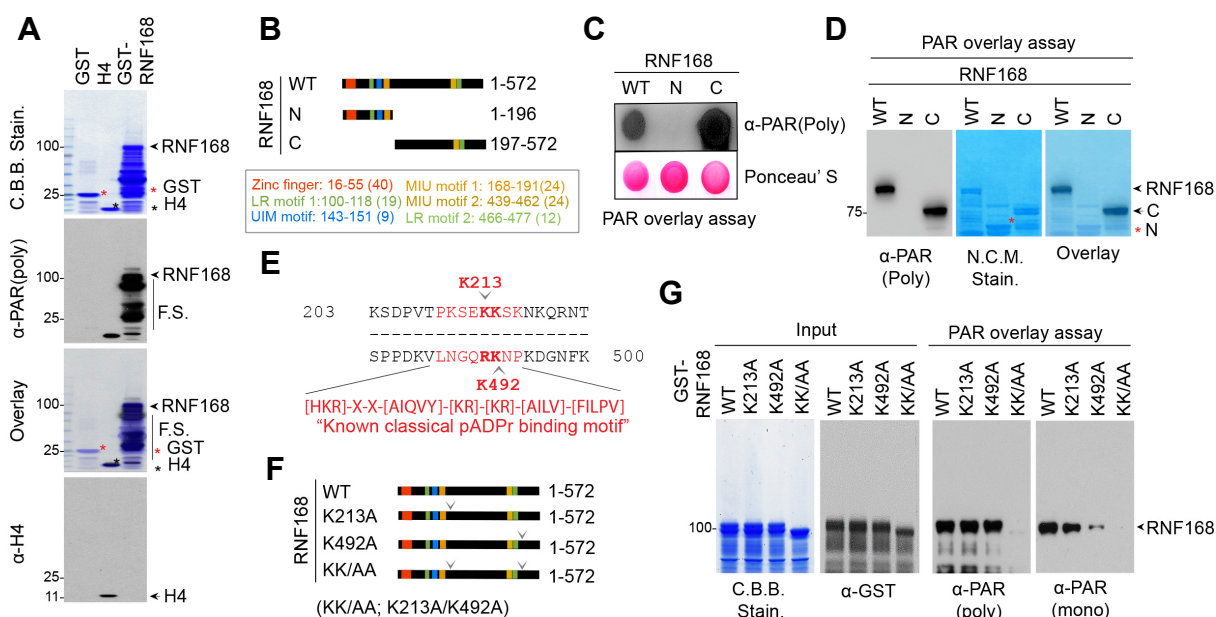 A
GST
H4
GST-
RNF168
C.B.B. Stain.
100
25
RNF168
*
* GST
* * H4
α-PAR(poly)
100
25
RNF168
F.S.
Overlay
100
25
RNF168
F.S.
* * GST
* * H4
α-H4
25
11
H4
B
RNF168
WT 1-572
N 1-196
C 197-572
Zinc finger: 16-55 (40) MIU motif 1: 168-191(24)
LR motif 1:100-118 (19) MIU motif 2: 439-462 (24)
UIM motif: 143-151 (9) LR motif 2: 466-477 (12)
C
RNF168
WT N C
α-PAR(Poly)
Ponceau' S
PAR overlay assay
D
PAR overlay assay
RNF168
WT N C WT N C WT N C
RNF168
75 C
* * N
α-PAR N.C.M. Overlay
(Poly) Stain.
E
K213
203 KSDPVTPKSEKKSKNKQRNT
SPPDKVLNGQRKNPKDGNFK 500
K492
[HKR]-X-X-[AIQVY]-[KR]-[KR]-[AILV]-[FILPV]
“Known classical pADPr binding motif”
F
RNF168
WT 1-572
K213A 1-572
K492A 1-572
KK/AA 1-572
(KK/AA; K213A/K492A)
G
Input PAR overlay assay
GST-
RNF168
WT K213A K492A KK/AA WT K213A K492A KK/AA WT K213A K492A KK/AA WT K213A K492A KK/AA
100 RNF168
C.B.B. α-GST α-PAR α-PAR
Stain. (poly) (mono)